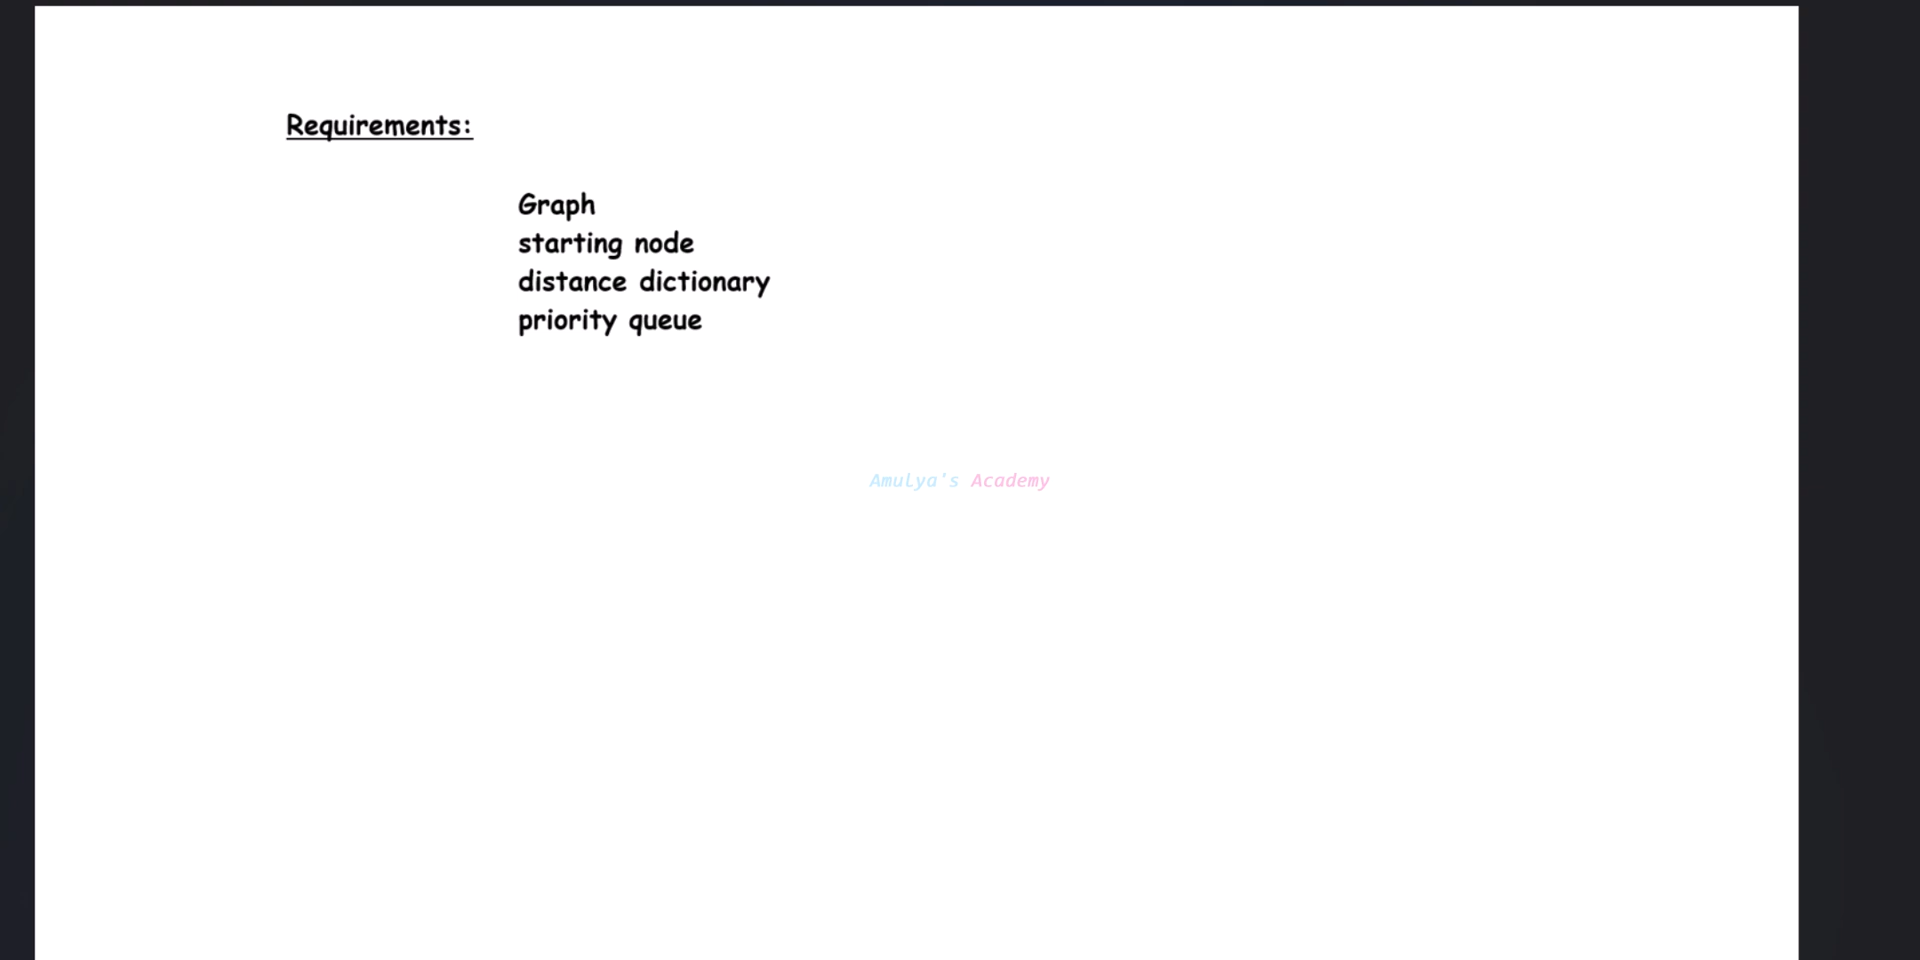 Requirements:
Graph
starting node
distance dictionary
priority queue
Amulya's Academy